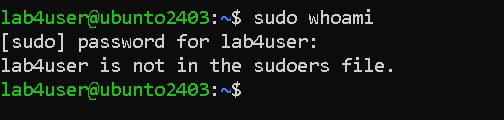 lab4user@ubunto2403:~$ sudo whoami
[sudo] password for lab4user:
lab4user is not in the sudoers file.
lab4user@ubunto2403:~$